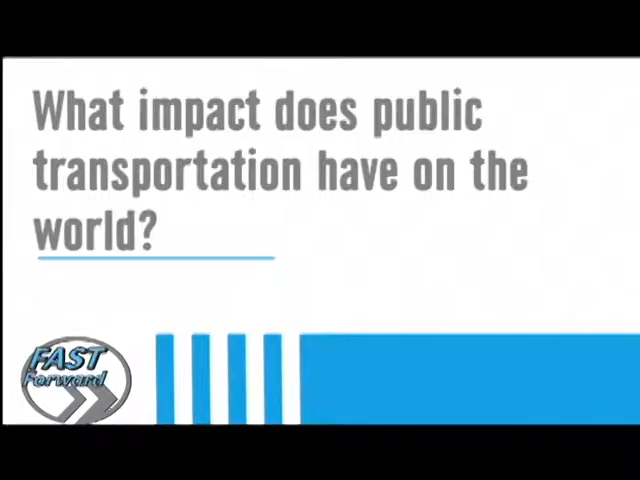 What impact does public
transportation have on the
world?
FAST
Forward